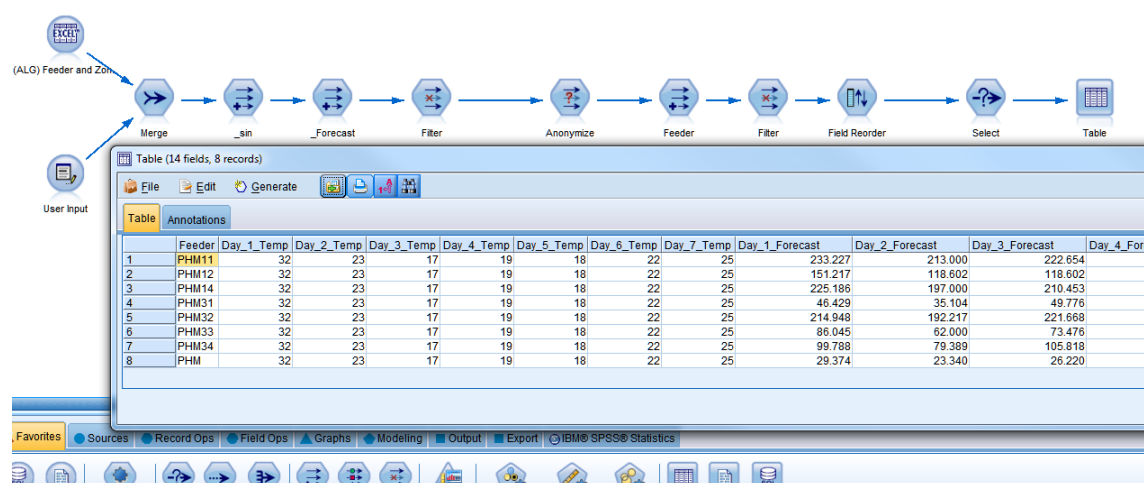 EXCEL
(ALG) Feeder and Zon
Merge
_sin
_Forecast
Filter
Anonymize
Feeder
Filter
Field Reorder
Select
Table
User Input
Table (14 fields, 8 records)
File Edit Generate
Table Annotations
Feeder Day_1_Temp Day_2_Temp Day_3_Temp Day_4_Temp Day_5_Temp Day_6_Temp Day_7_Temp Day_1_Forecast Day_2_Forecast Day_3_Forecast Day_4_For
1 PHM11 32 23 17 19 18 22 25 233.227 213.000 222.654
2 PHM12 32 23 17 19 18 22 25 151.217 118.602 118.602
3 PHM14 32 23 17 19 18 22 25 225.186 197.000 210.453
4 PHM31 32 23 17 19 18 22 25 46.429 35.104 49.776
5 PHM32 32 23 17 19 18 22 25 214.948 192.217 221.668
6 PHM33 32 23 17 19 18 22 25 86.045 62.000 73.476
7 PHM34 32 23 17 19 18 22 25 99.788 79.389 105.818
8 PHM 32 23 17 19 18 22 25 29.374 23.340 26.220
Favorites Sources Record Ops Field Ops Graphs Modeling Output Export IBM® SPSS® Statistics